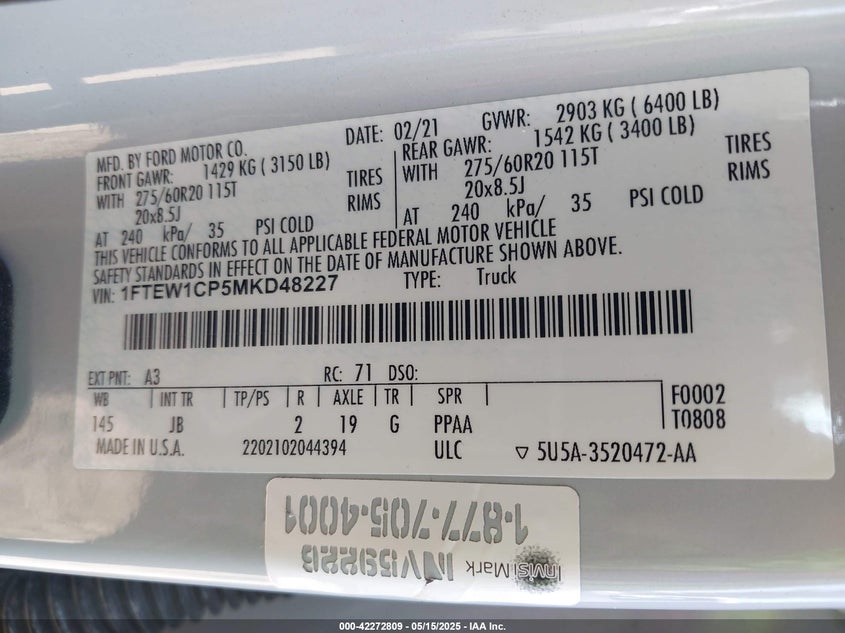 MFD. BY FORD MOTOR CO. DATE: 02/21 GVWR: 2903 KG ( 6400 LB)
FRONT GAWR: 1429 KG ( 3150 LB) REAR GAWR: 1542 KG ( 3400 LB)
WITH 275/60R20 115T TIRES WITH 275/60R20 115T TIRES
20x8.5J RIMS 20x8.5J RIMS
AT 240 kPa/ 35 PSI COLD AT 240 kPa/ 35 PSI COLD
THIS VEHICLE CONFORMS TO ALL APPLICABLE FEDERAL MOTOR VEHICLE
SAFETY STANDARDS IN EFFECT ON THE DATE OF MANUFACTURE SHOWN ABOVE.
VIN: 1FTEW1CP5MKD48227 TYPE: Truck
EXT PNT: A3 RC: 71 DSO:
WB INT TR TP/PS R AXLE TR SPR F0002
145 JB 2 19 G PPAA T0808
MADE IN U.S.A. 2202102044394 ULC ▽ 5U5A-3520472-AA
InvisiMark INV59226
1-877-705-4001
000-42272809 - 05/15/2025 - IAA Inc.